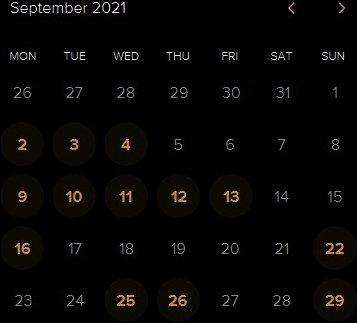 September 2021
MON TUE WED THU FRI SAT SUN
26 27 28 29 30 31 1
2 3 4 5 6 7 8
9 10 11 12 13 14 15
16 17 18 19 20 21 22
23 24 25 26 27 28 29